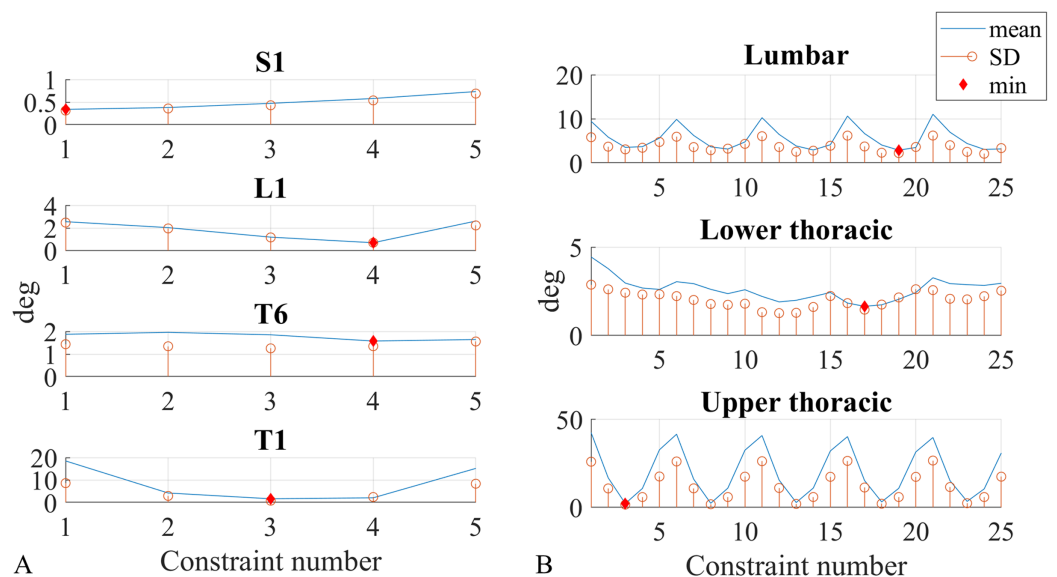 S1
1
0.5
0
1 2 3 4 5
L1
4
2
0
1 2 3 4 5
deg
T6
2
1
0
1 2 3 4 5
T1
20
10
0
1 2 3 4 5
A
Constraint number
mean
SD
min
Lumbar
20
10
0
5 10 15 20 25
Lower thoracic
5
0
deg
5 10 15 20 25
Upper thoracic
50
0
5 10 15 20 25
B
Constraint number